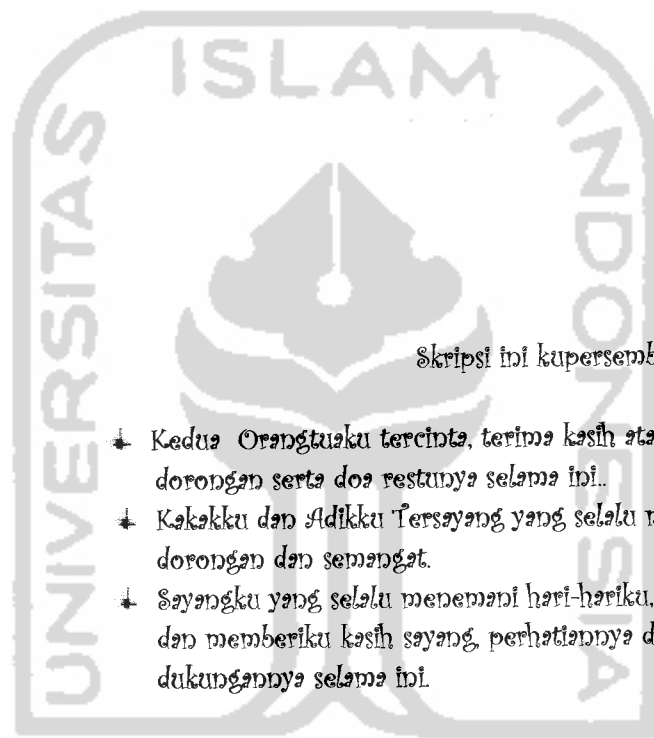 ISLAM
UNIVERSITAS
INDONESIA
Skripsi ini kupersemb
Kedua Orangtuaku tercinta, terima kasih ata
dorongan serta doa restunya selama ini..
Kakakku dan Adikku Tersayang yang selalu
dorongan dan semangat.
Sayangku yang selalu menemani hari-hariku,
dan memberiku kasih sayang, perhatiannya
dukungannya selama ini.